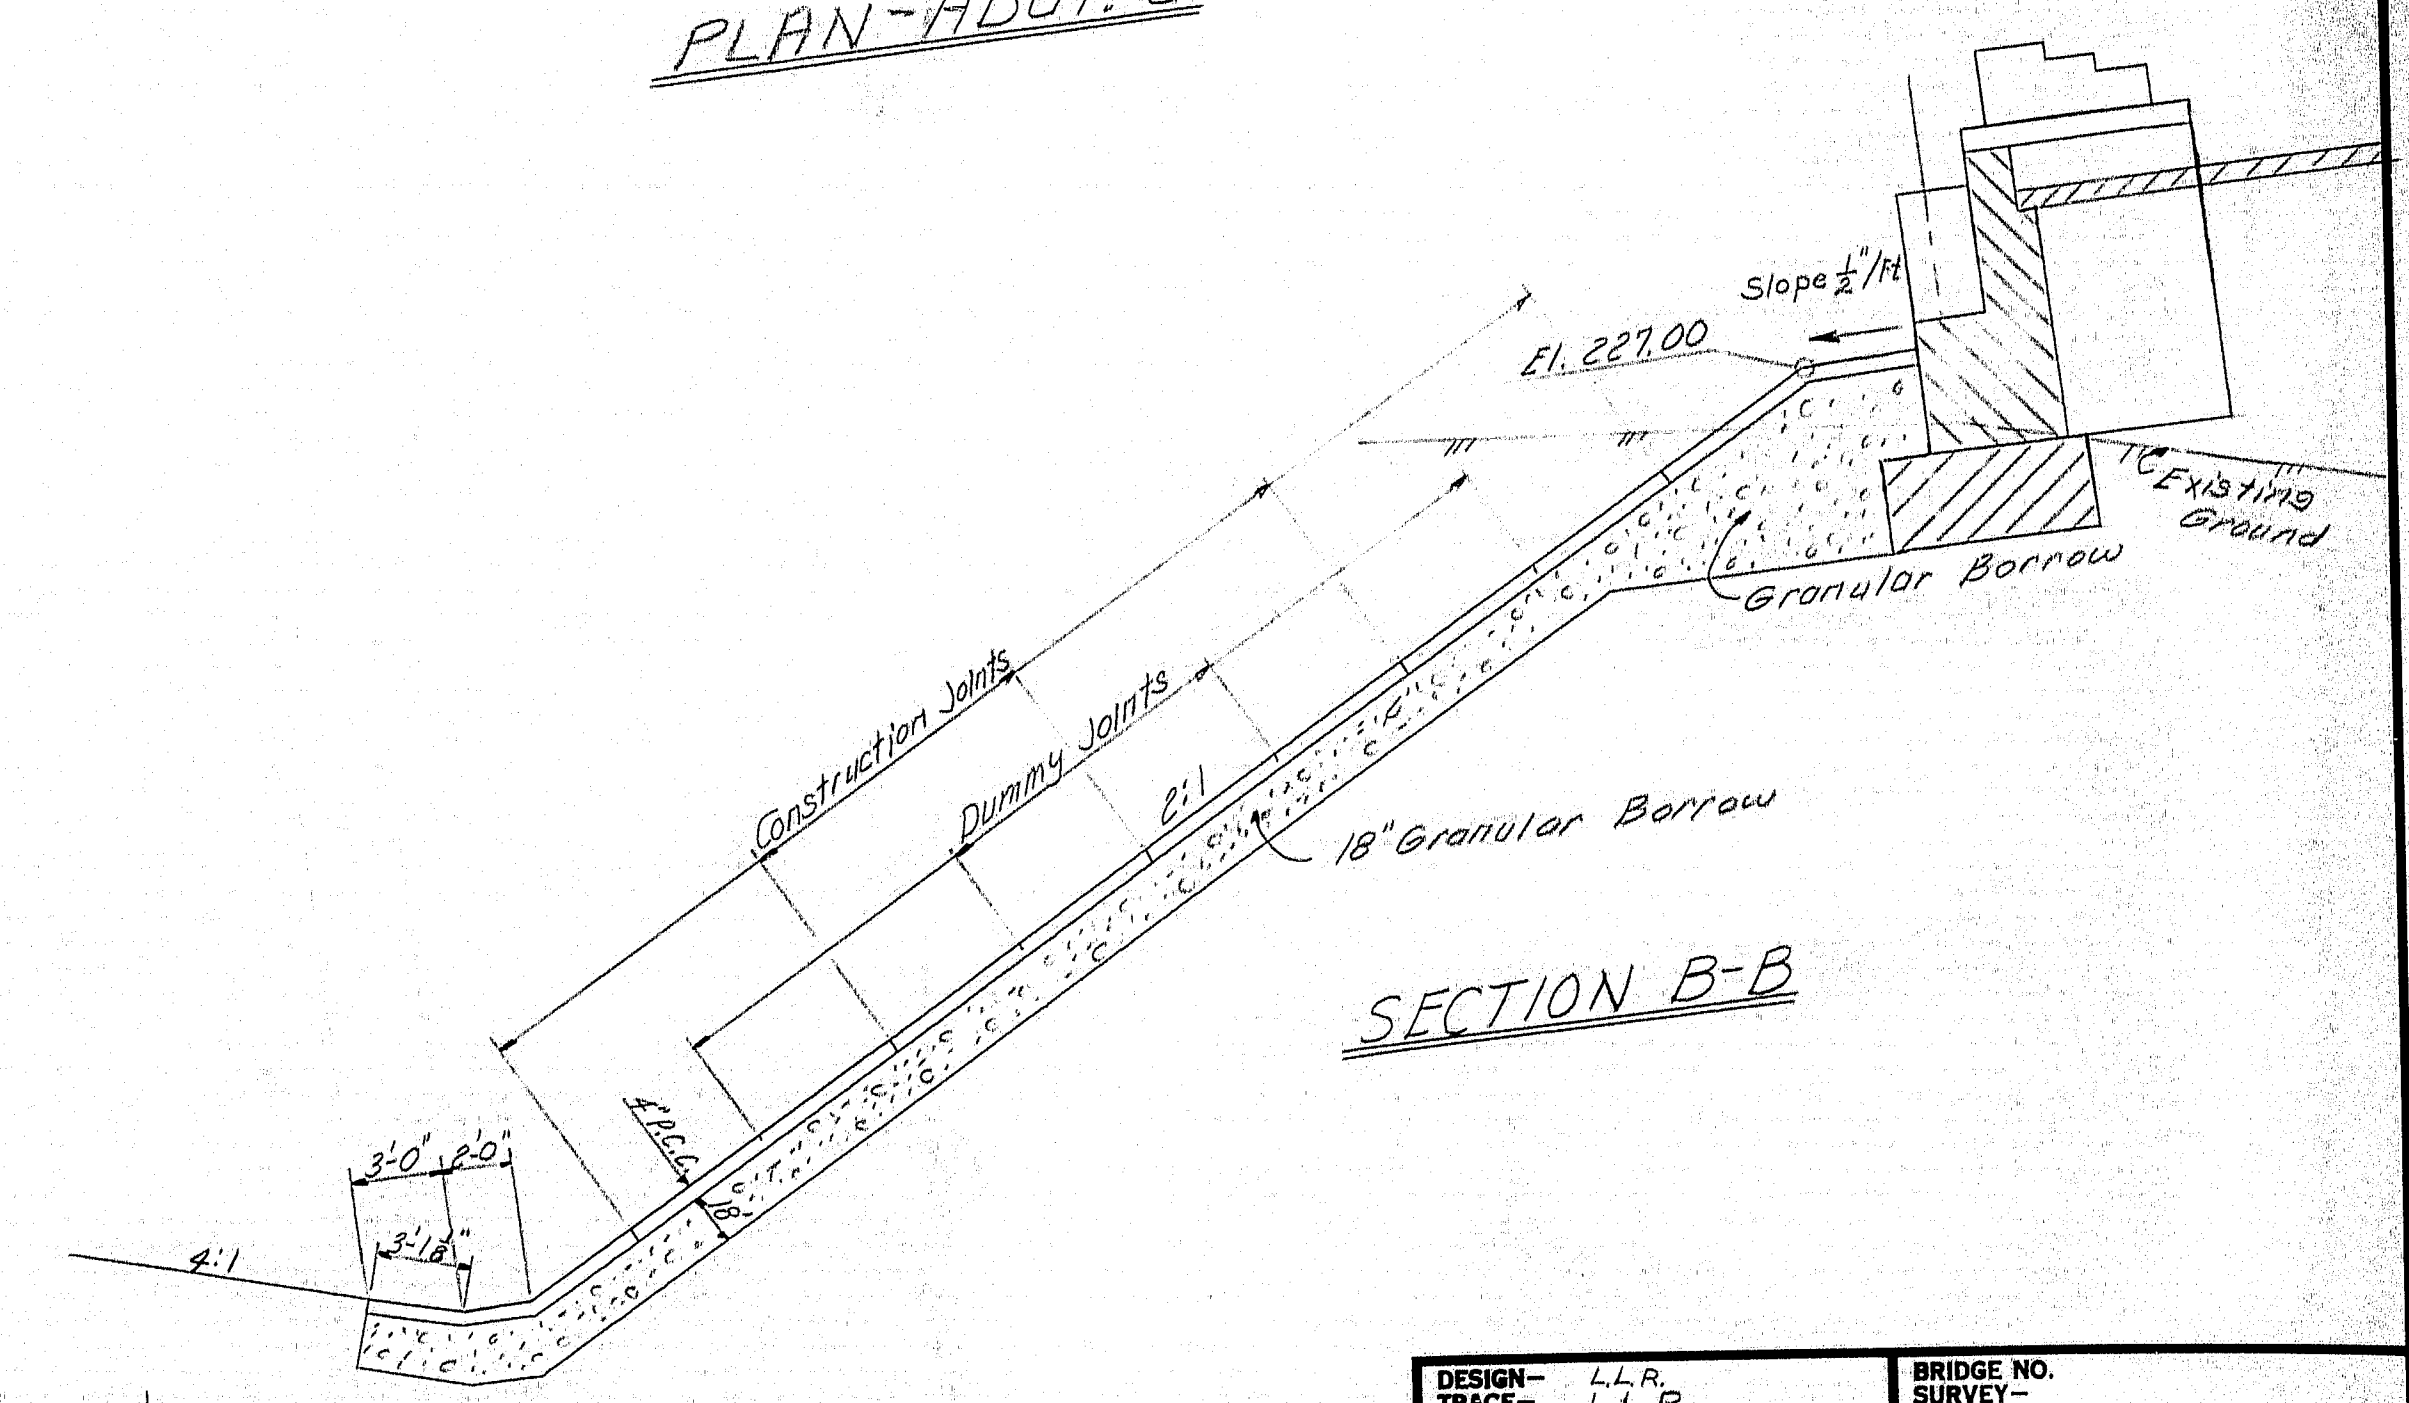 PLAN-ABUT.
Slope 1/2"/Ft
El. 227.00
Existing
Ground
Granular Borrow
Construction Joints
Dummy Joints
2:1
18" Granular Borrow
SECTION B-B
4" P.C.C.
18"
3'-0" 2'-0"
3'-1 1/8"
4:1
DESIGN- L.L.R.
TRACE- L.L.R.
BRIDGE NO.
SURVEY-